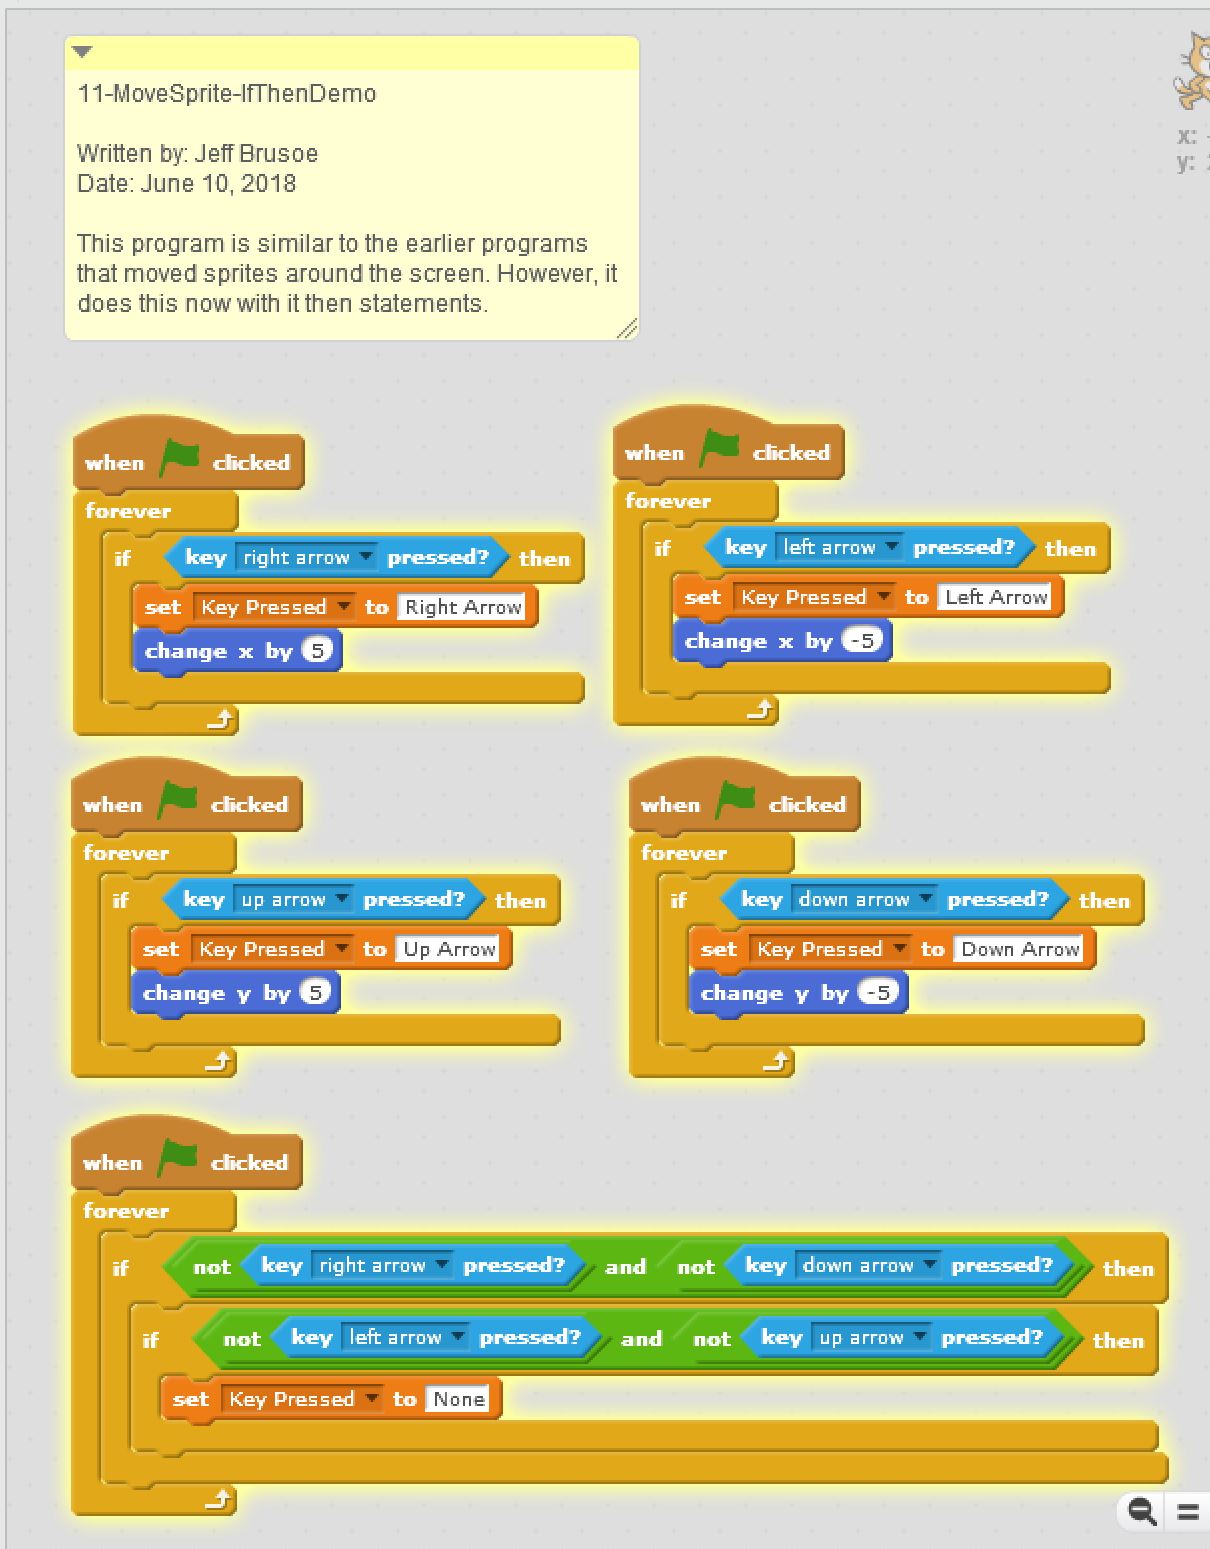 11-MoveSprite-IfThenDemo
Written by: Jeff Brusoe
Date: June 10, 2018
This program is similar to the earlier programs
that moved sprites around the screen. However, it
does this now with it then statements.
x: -
y:
when clicked
forever
if key right arrow pressed? then
set Key Pressed to Right Arrow
change x by 5
when clicked
forever
if key left arrow pressed? then
set Key Pressed to Left Arrow
change x by -5
when clicked
forever
if key up arrow pressed? then
set Key Pressed to Up Arrow
change y by 5
when clicked
forever
if key down arrow pressed? then
set Key Pressed to Down Arrow
change y by -5
when clicked
forever
if not key right arrow pressed? and not key down arrow pressed? then
if not key left arrow pressed? and not key up arrow pressed? then
set Key Pressed to None